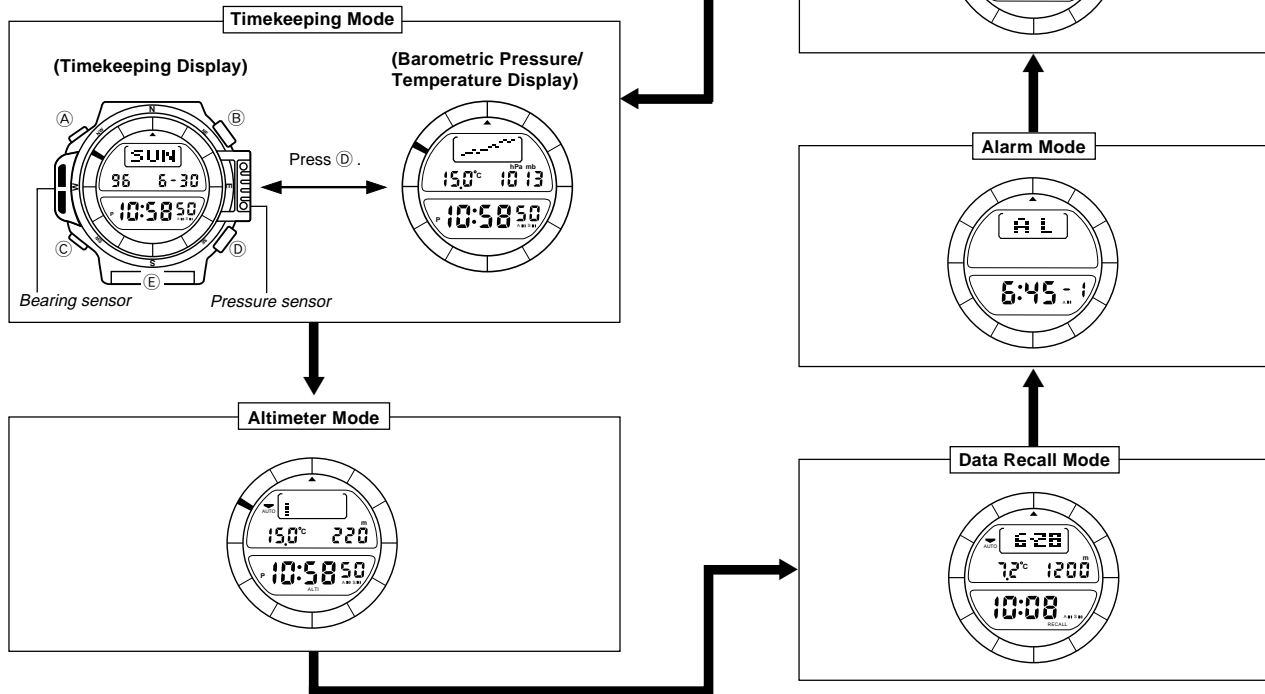 Timekeeping Mode
(Timekeeping Display)
(Barometric Pressure/
Temperature Display)
Ⓐ
Ⓑ
N
W
E
S
SUN
96 6-30
P 10:58 50
Press Ⓓ .
hPa mb
15.0°C 1013
P 10:58 50
Ⓒ
Ⓓ
Ⓔ
Bearing sensor
Pressure sensor
Altimeter Mode
AUTO
m
15.0°C 220
P 10:58 50
ALTI
Alarm Mode
AL
6:45 - 1
Data Recall Mode
AUTO
6-28
m
7.2°C 1200
10:08
RECALL